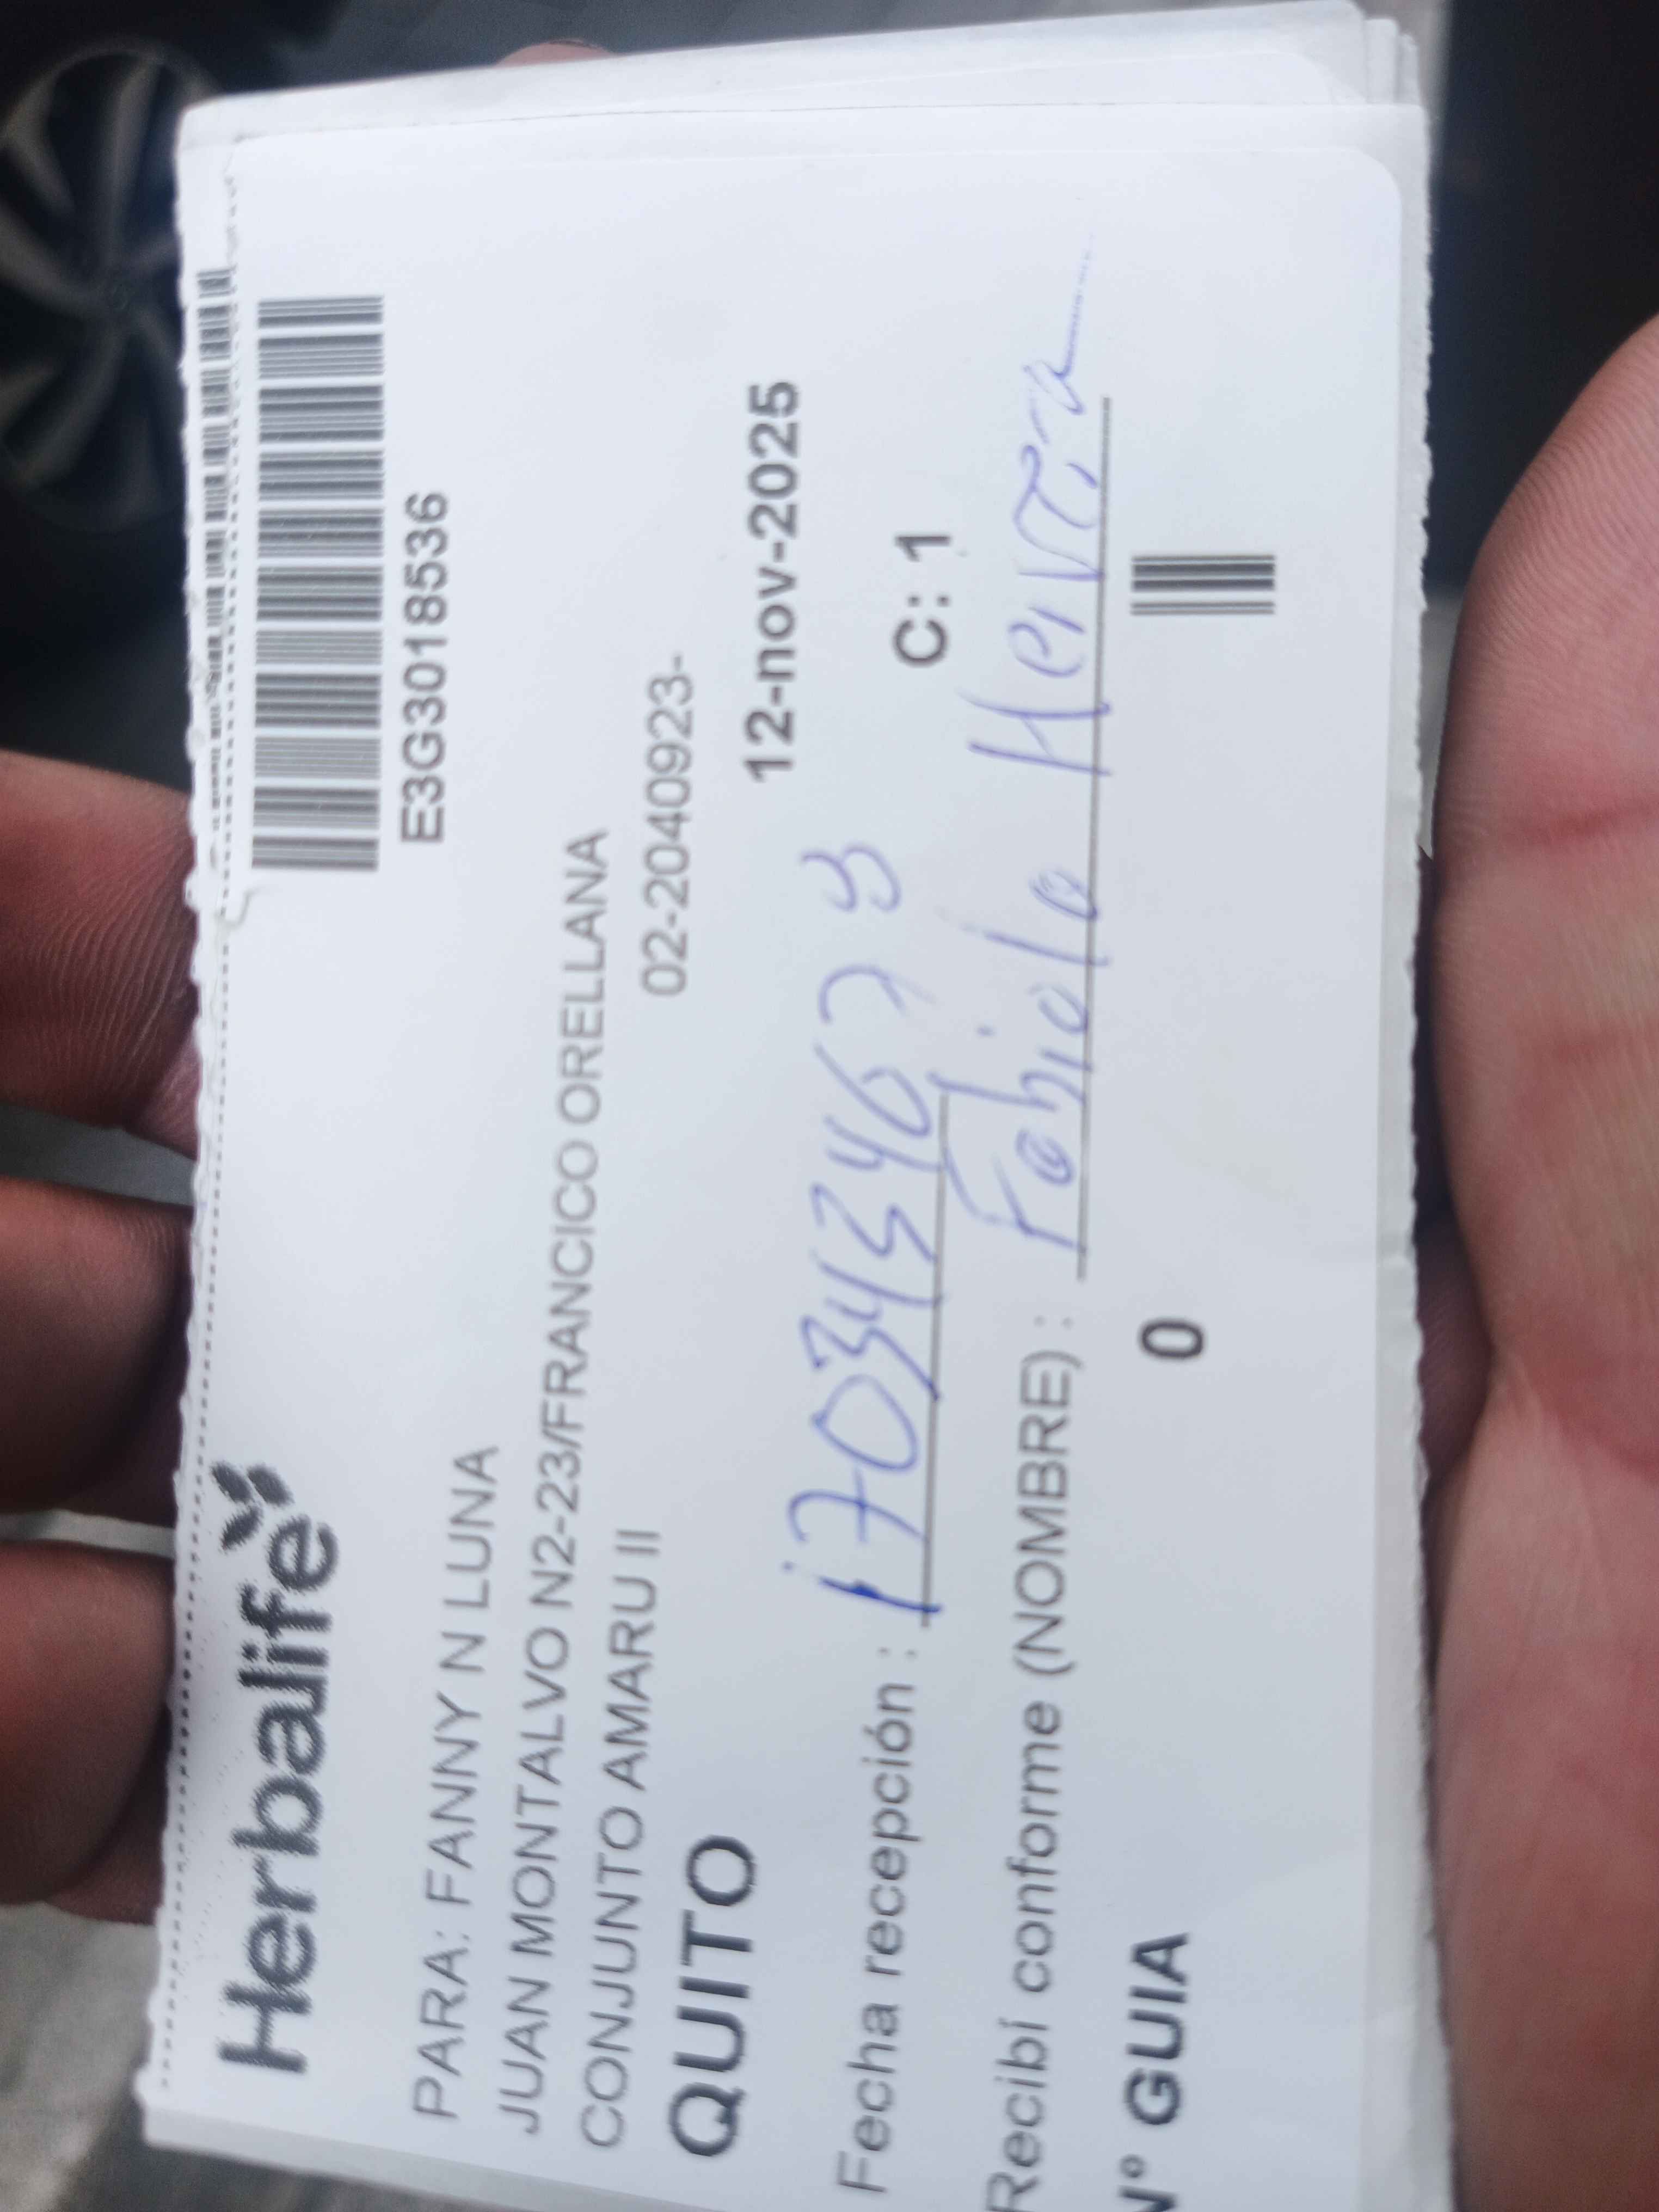 Herbalife
E3G3018536
PARA: FANNY N LUNA
JUAN MONTALVO N2-23/FRANCICO ORELLANA
CONJUNTO AMARU II
02-2040923-
QUITO
12-nov-2025
Fecha recepción : 1703434673
C: 1
Recibí conforme (NOMBRE) : Fabiola Herrera
N° GUIA
0